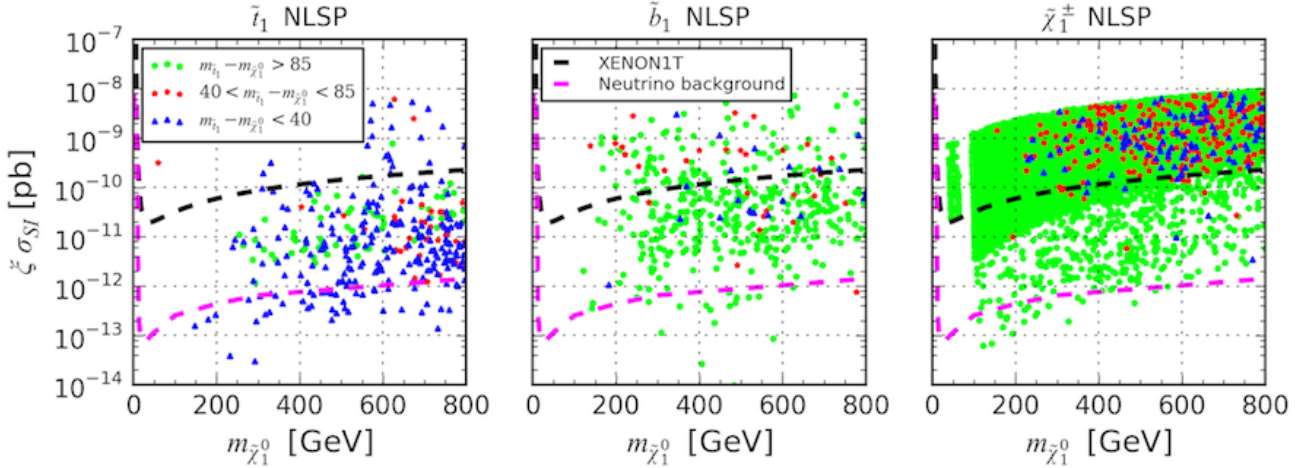 t̃₁ NLSP
b̃₁ NLSP
χ̃₁± NLSP
ξ σ_SI [pb]
10⁻⁷
10⁻⁸
10⁻⁹
10⁻¹⁰
10⁻¹¹
10⁻¹²
10⁻¹³
10⁻¹⁴
m_t̃₁ − m_χ̃₁⁰ > 85
40 < m_t̃₁ − m_χ̃₁⁰ < 85
m_t̃₁ − m_χ̃₁⁰ < 40
XENON1T
Neutrino background
0 200 400 600 800
0 200 400 600 800
0 200 400 600 800
m_χ̃₁⁰ [GeV]
m_χ̃₁⁰ [GeV]
m_χ̃₁⁰ [GeV]